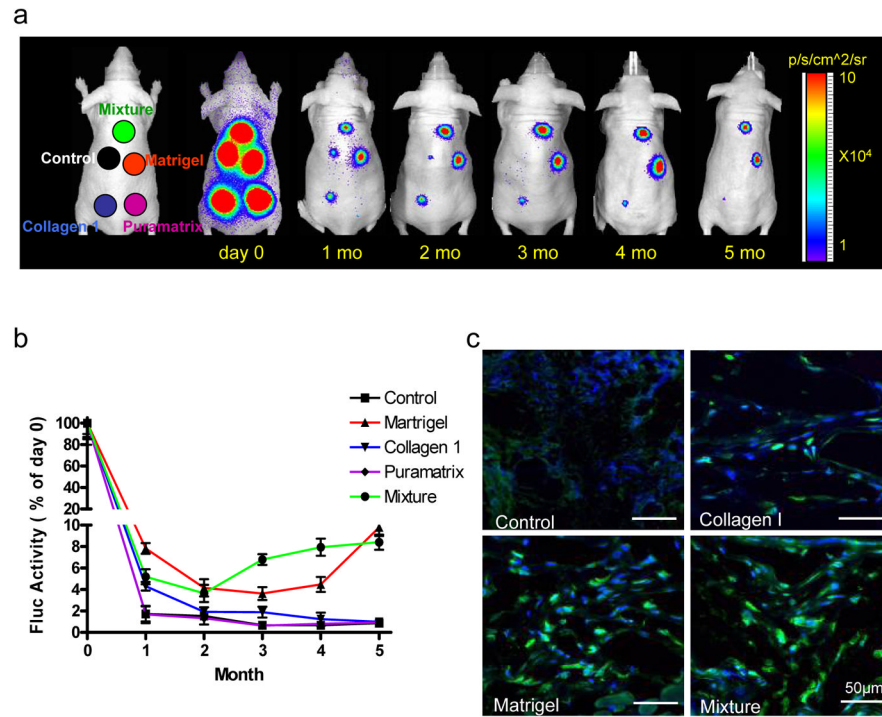 a
p/s/cm^2/sr
10
X10⁴
1
Mixture
Control
Matrigel
Collagen 1
Puramatrix
day 0
1 mo
2 mo
3 mo
4 mo
5 mo
b
Fluc Activity ( % of day 0)
100
80
60
40
20
10
8
6
4
2
0
0
1
2
3
4
5
Month
Control
Martrigel
Collagen 1
Puramatrix
Mixture
c
Control
Collagen I
Matrigel
Mixture
50µm